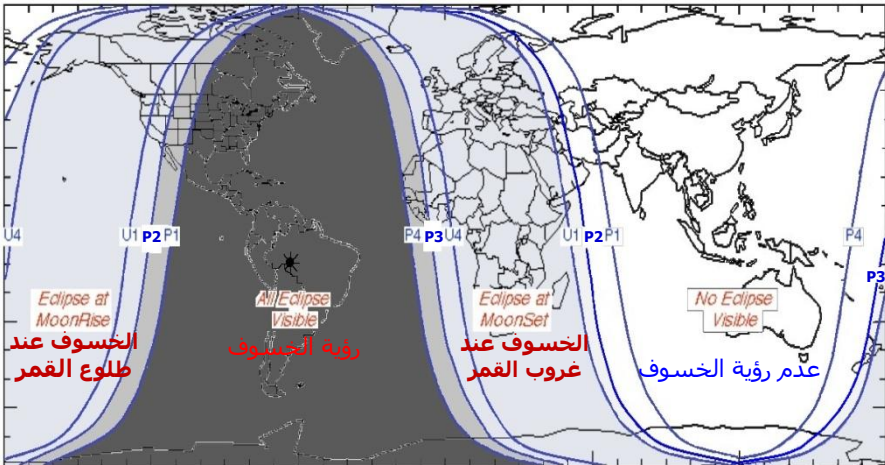 U4
U1
P2
P1
P4
P3
U4
U1
P2
P1
P4
P3
Eclipse at
MoonRise
الخسوف عند
طلوع القمر
All Eclipse
Visible
رؤية الخسوف
Eclipse at
MoonSet
الخسوف عند
غروب القمر
No Eclipse
Visible
عدم ر�ية الخسوف